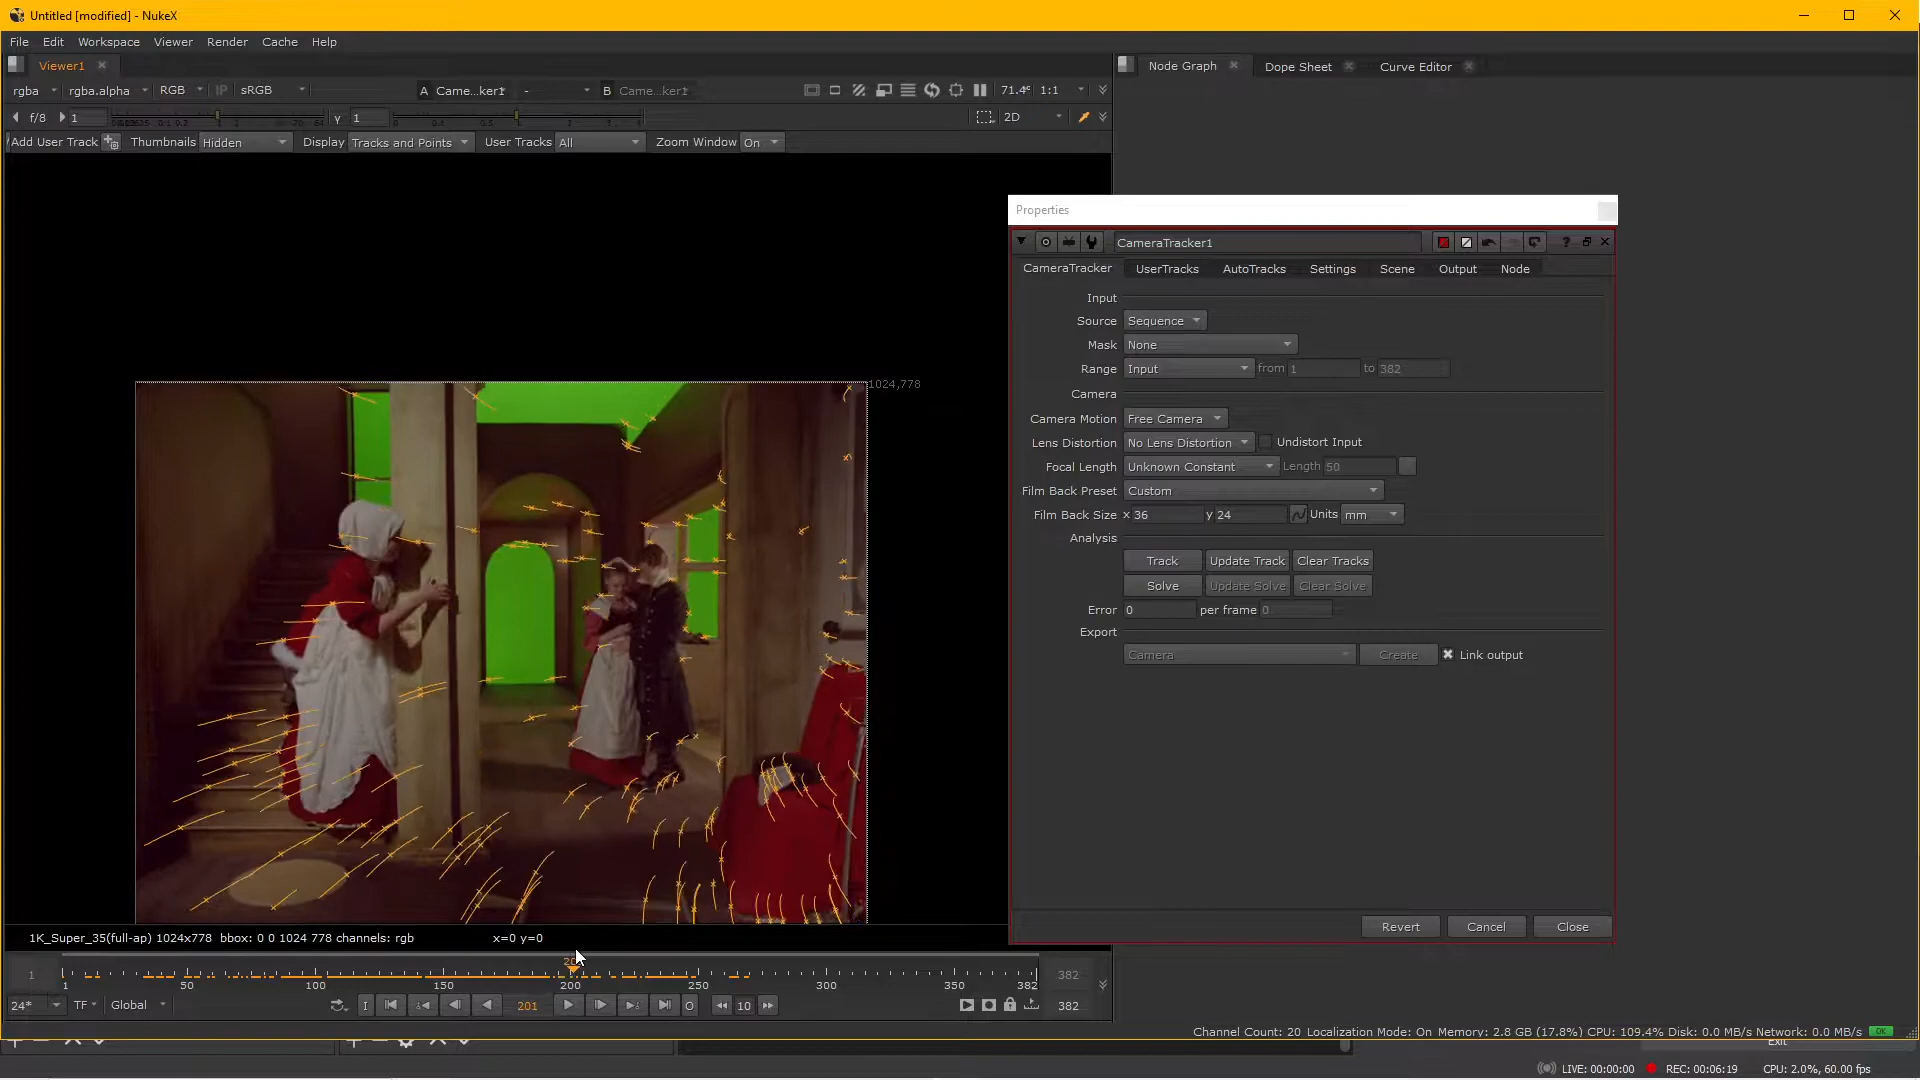 Untitled [modified] - NukeX
File Edit Workspace Viewer Render Cache Help
Viewer1
Node Graph Dope Sheet Curve Editor
rgba rgba.alpha RGB IP sRGB A Came...ker1 - B Came...ker1 71.4 1:1
f/8 1 y 1 2D
Add User Track Thumbnails Hidden Display Tracks and Points User Tracks All Zoom Window On
1024,778
Properties
CameraTracker1
CameraTracker UserTracks AutoTracks Settings Scene Output Node
Input
Source Sequence
Mask None
Range Input from 1 to 382
Camera
Camera Motion Free Camera
Lens Distortion No Lens Distortion Undistort Input
Focal Length Unknown Constant Length 50
Film Back Preset Custom
Film Back Size x 36 y 24 Units mm
Analysis
Track Update Track Clear Tracks
Solve Update Solve Clear Solve
Error 0 per frame 0
Export
Camera Create Link output
Revert Cancel Close
1K_Super_35(full-ap) 1024x778 bbox: 0 0 1024 778 channels: rgb x=0 y=0
1 382
1 50 100 150 200 250 300 350 382
24* TF Global I 201 O 10 382
Channel Count: 20 Localization Mode: On Memory: 2.8 GB (17.8%) CPU: 109.4% Disk: 0.0 MB/s Network: 0.0 MB/s OK
Exit
LIVE: 00:00:00 REC: 00:06:19 CPU: 2.0%, 60.00 fps